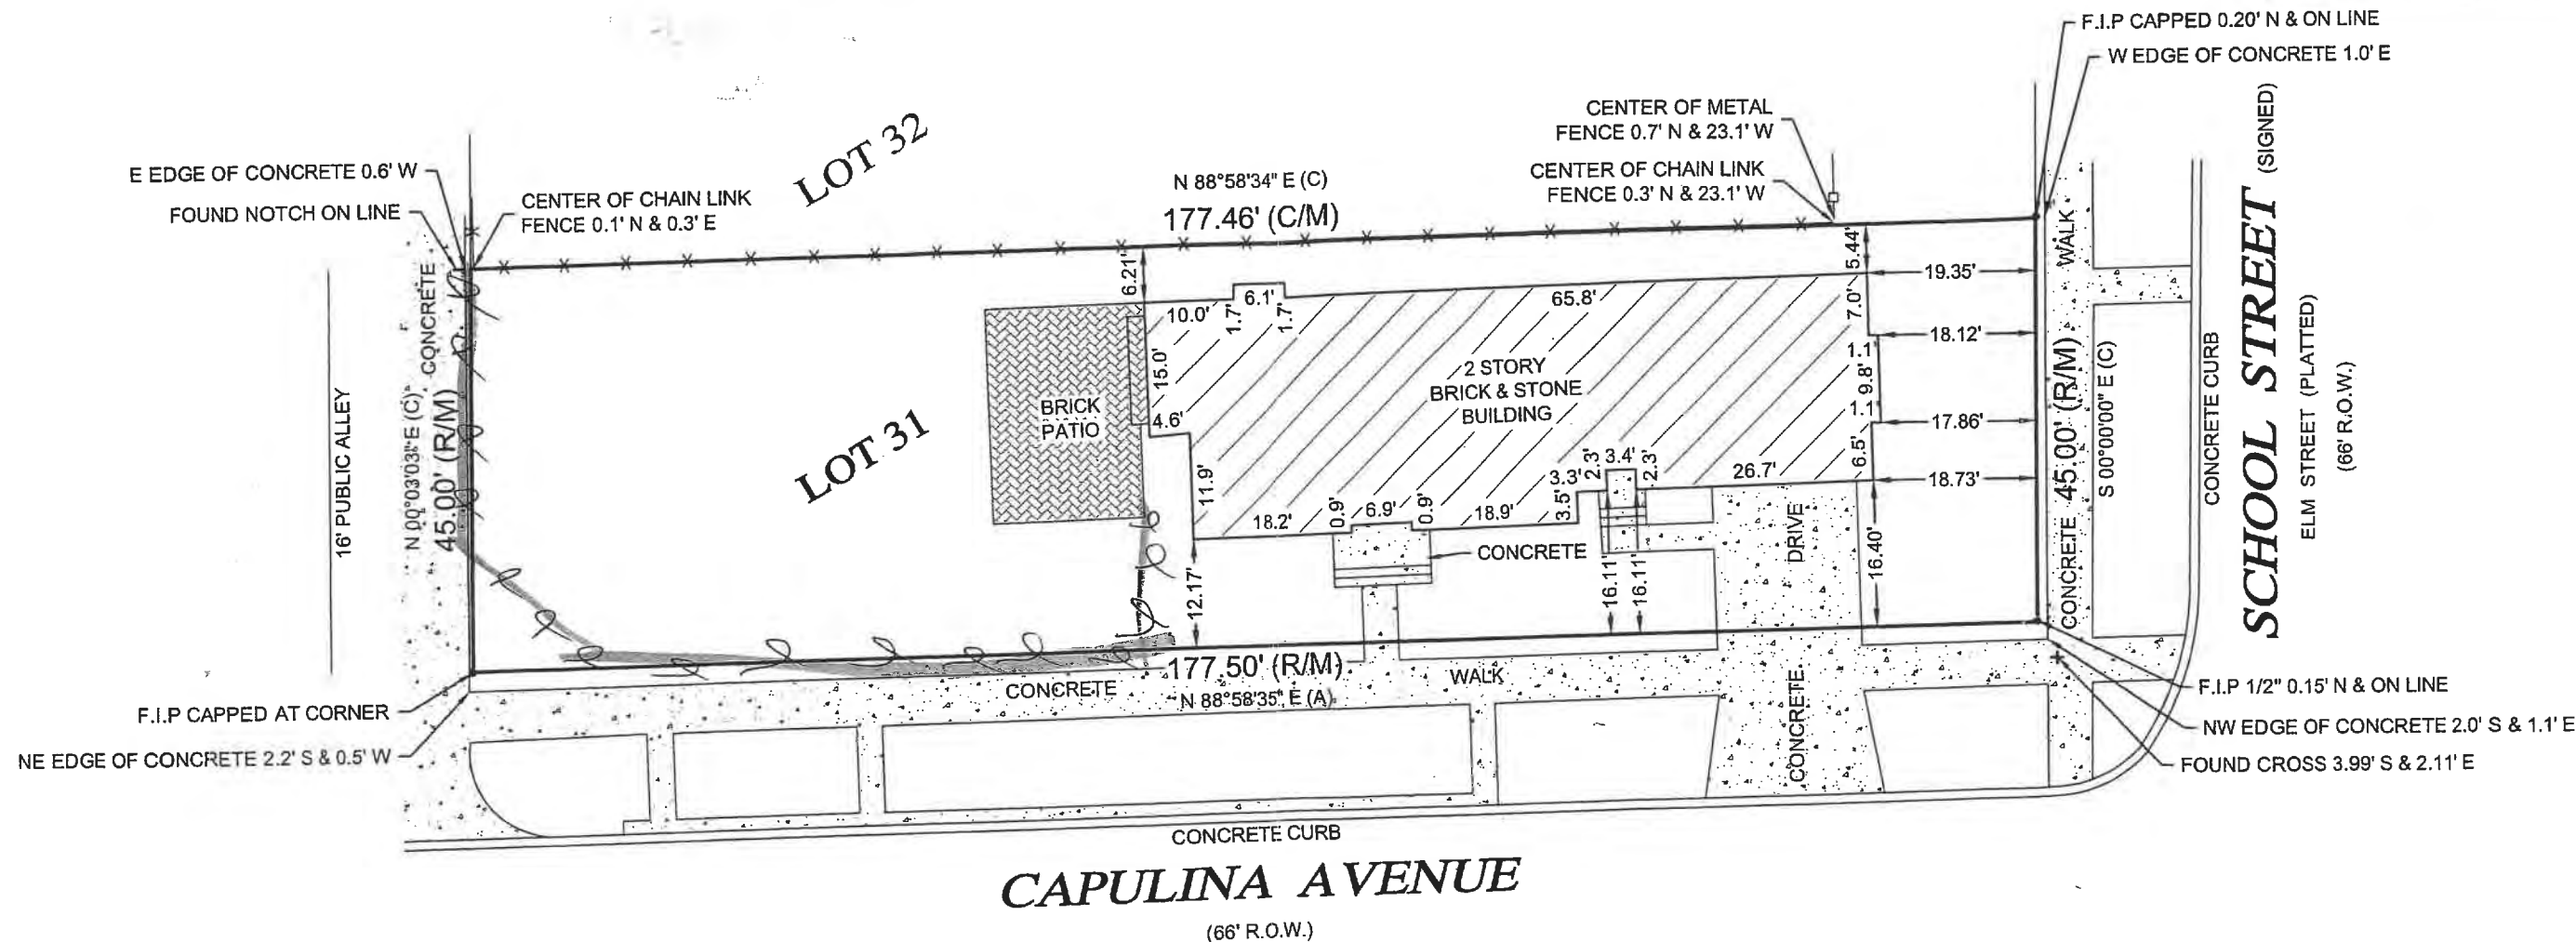 F.I.P CAPPED 0.20' N & ON LINE
W EDGE OF CONCRETE 1.0' E
CENTER OF METAL
FENCE 0.7' N & 23.1' W
CENTER OF CHAIN LINK
FENCE 0.3' N & 23.1' W
E EDGE OF CONCRETE 0.6' W
FOUND NOTCH ON LINE
CENTER OF CHAIN LINK
FENCE 0.1' N & 0.3' E
LOT 32
N 88°58'34" E (C)
177.46' (C/M)
SCHOOL STREET (SIGNED)
ELM STREET (PLATTED)
(66' R.O.W.)
CONCRETE CURB
S 00°00'00" E (C)
CONCRETE WALK
45.00' (R/M)
16' PUBLIC ALLEY
CONCRETE
N 00°03'03" E (C)
45.00' (R/M)
LOT 31
BRICK
PATIO
2 STORY
BRICK & STONE
BUILDING
6.21'
5.44'
19.35'
10.0'
1.7'
6.1'
1.7'
65.8'
7.0'
18.12'
1.1'
9.8'
1.1'
17.86'
15.0'
4.6'
6.5'
18.73'
11.9'
18.2'
0.9'
6.9'
0.9'
18.9'
3.5'
3.3'
2.3'
3.4'
2.3'
26.7'
CONCRETE
DRIVE
12.17'
16.11'
16.11'
16.40'
177.50' (R/M)
N 88°58'35" E (A)
CONCRETE
WALK
CONCRETE
F.I.P CAPPED AT CORNER
NE EDGE OF CONCRETE 2.2' S & 0.5' W
F.I.P 1/2" 0.15' N & ON LINE
NW EDGE OF CONCRETE 2.0' S & 1.1' E
FOUND CROSS 3.99' S & 2.11' E
CONCRETE CURB
CAPULINA AVENUE
(66' R.O.W.)